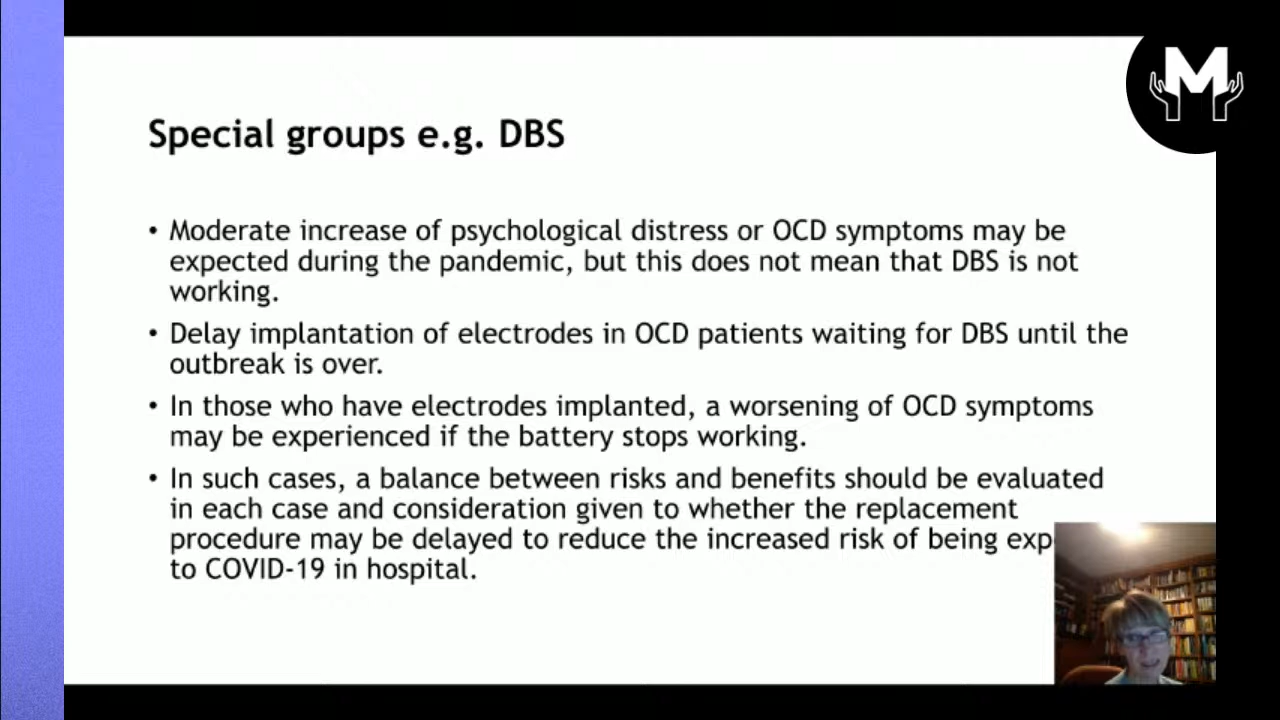 M
Special groups e.g. DBS
• Moderate increase of psychological distress or OCD symptoms may be
expected during the pandemic, but this does not mean that DBS is not
working.
• Delay implantation of electrodes in OCD patients waiting for DBS until the
outbreak is over.
• In those who have electrodes implanted, a worsening of OCD symptoms
may be experienced if the battery stops working.
• In such cases, a balance between risks and benefits should be evaluated
in each case and consideration given to whether the replacement
procedure may be delayed to reduce the increased risk of being
to COVID-19 in hospital.